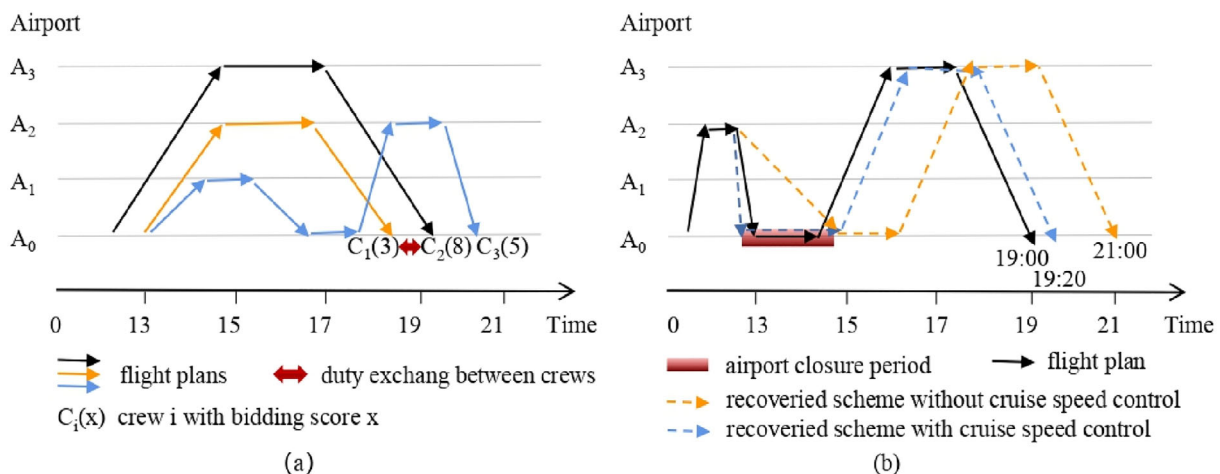 Airport
A3
A2
A1
A0
C1(3)
C2(8)
C3(5)
0
13
15
17
19
21
Time
flight plans
duty exchang between crews
Ci(x) crew i with bidding score x
(a)
Airport
A3
A2
A1
A0
19:00
19:20
21:00
0
13
15
17
19
21
Time
airport closure period
flight plan
recoveried scheme without cruise speed control
recoveried scheme with cruise speed control
(b)